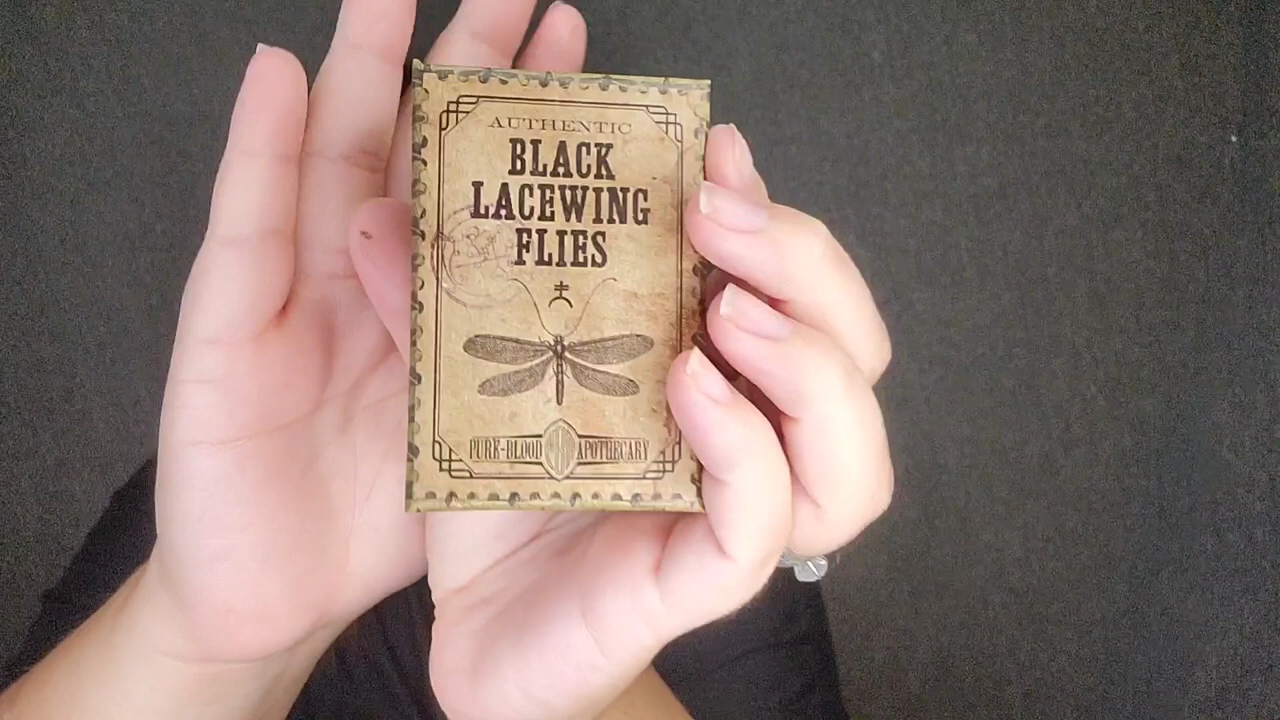 AUTHENTIC
BLACK
LACEWING
FLIES
PURE-BLOOD APOTHECARY